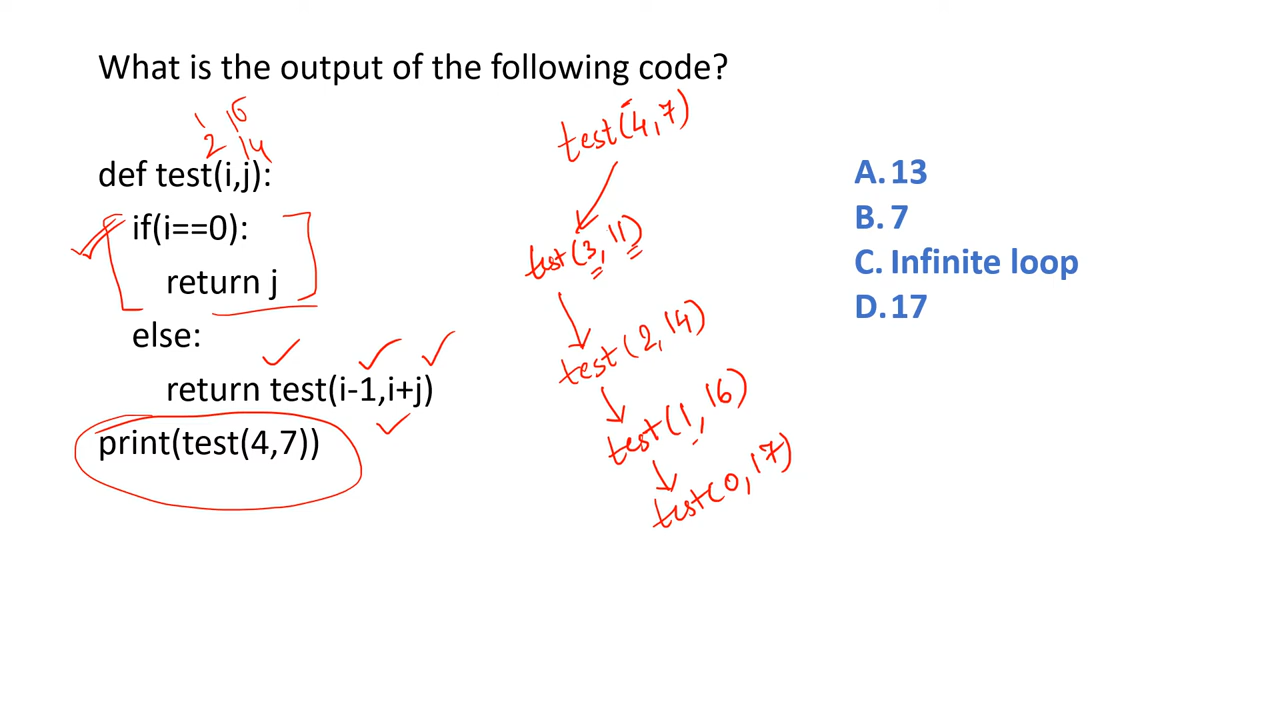 What is the output of the following code?
1 16
2 14
def test(i,j):
if(i==0):
return j
else:
return test(i-1,i+j)
print(test(4,7))
test(4,7)
test(3,11)
test(2,14)
test(1,16)
test(0,17)
A. 13
B. 7
C. Infinite loop
D. 17